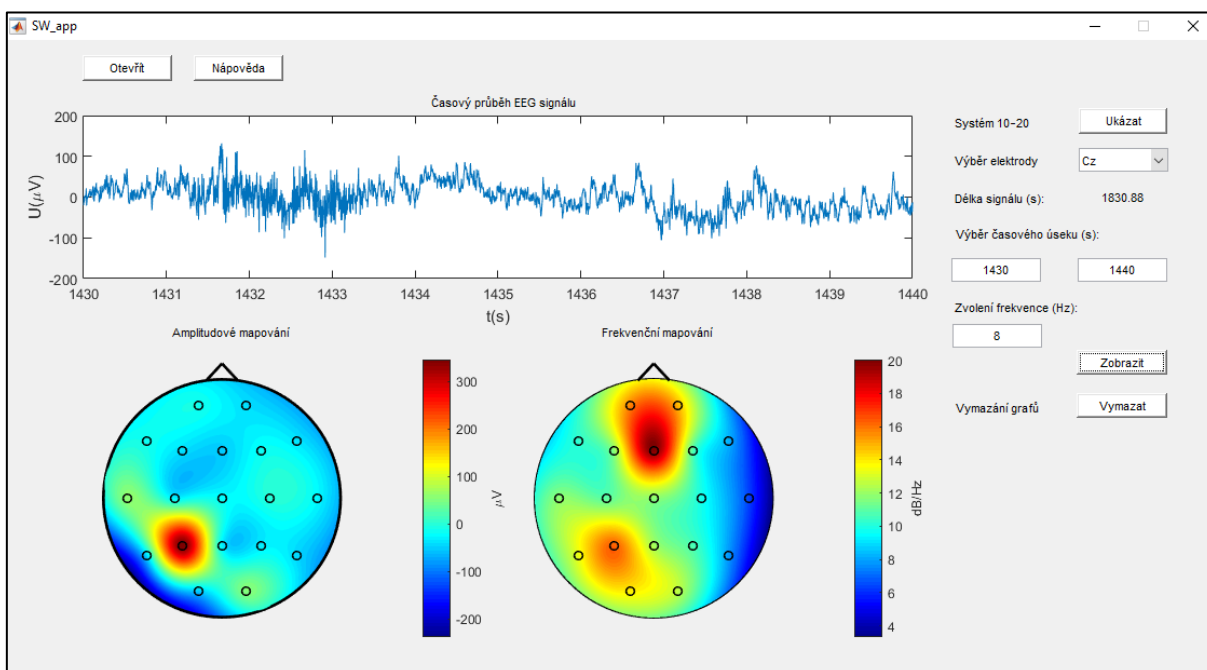 SW_app
Otevřít
Nápověda
Časový průběh EEG signálu
200
100
0
-100
-200
U(μV)
1430 1431 1432 1433 1434 1435 1436 1437 1438 1439 1440
t(s)
Systém 10-20
Ukázat
Výběr elektrody
Cz
Délka signálu (s):
1830.88
Výběr časového úseku (s):
1430
1440
Zvolení frekvence (Hz):
8
Zobrazit
Vymazání grafů
Vymazat
Amplitudové mapování
300
200
100
0
-100
-200
μV
Frekvenční mapování
20
18
16
14
12
10
8
6
4
dB/Hz